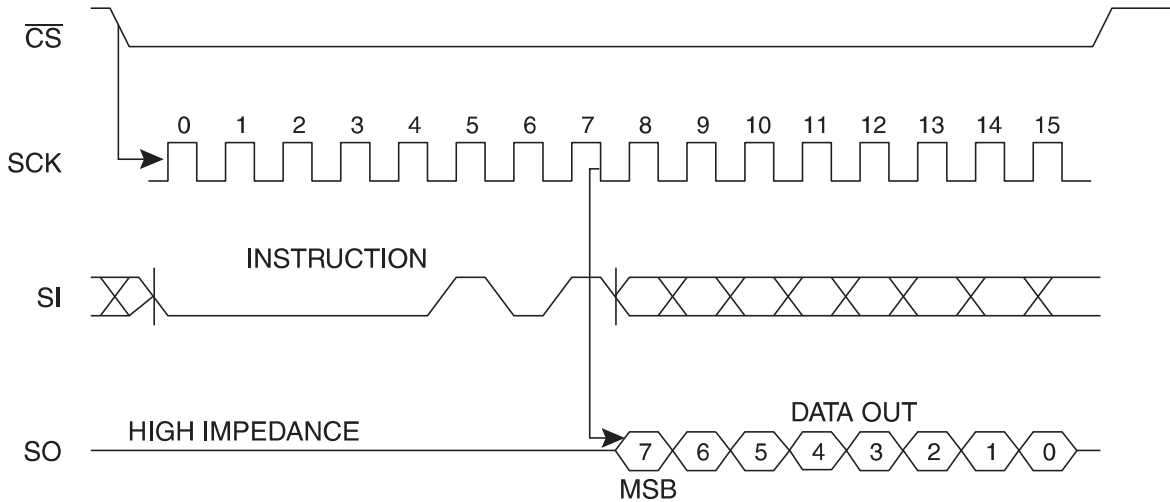 CS
0 1 2 3 4 5 6 7 8 9 10 11 12 13 14 15
SCK
INSTRUCTION
SI
HIGH IMPEDANCE
DATA OUT
SO
7 6 5 4 3 2 1 0
MSB